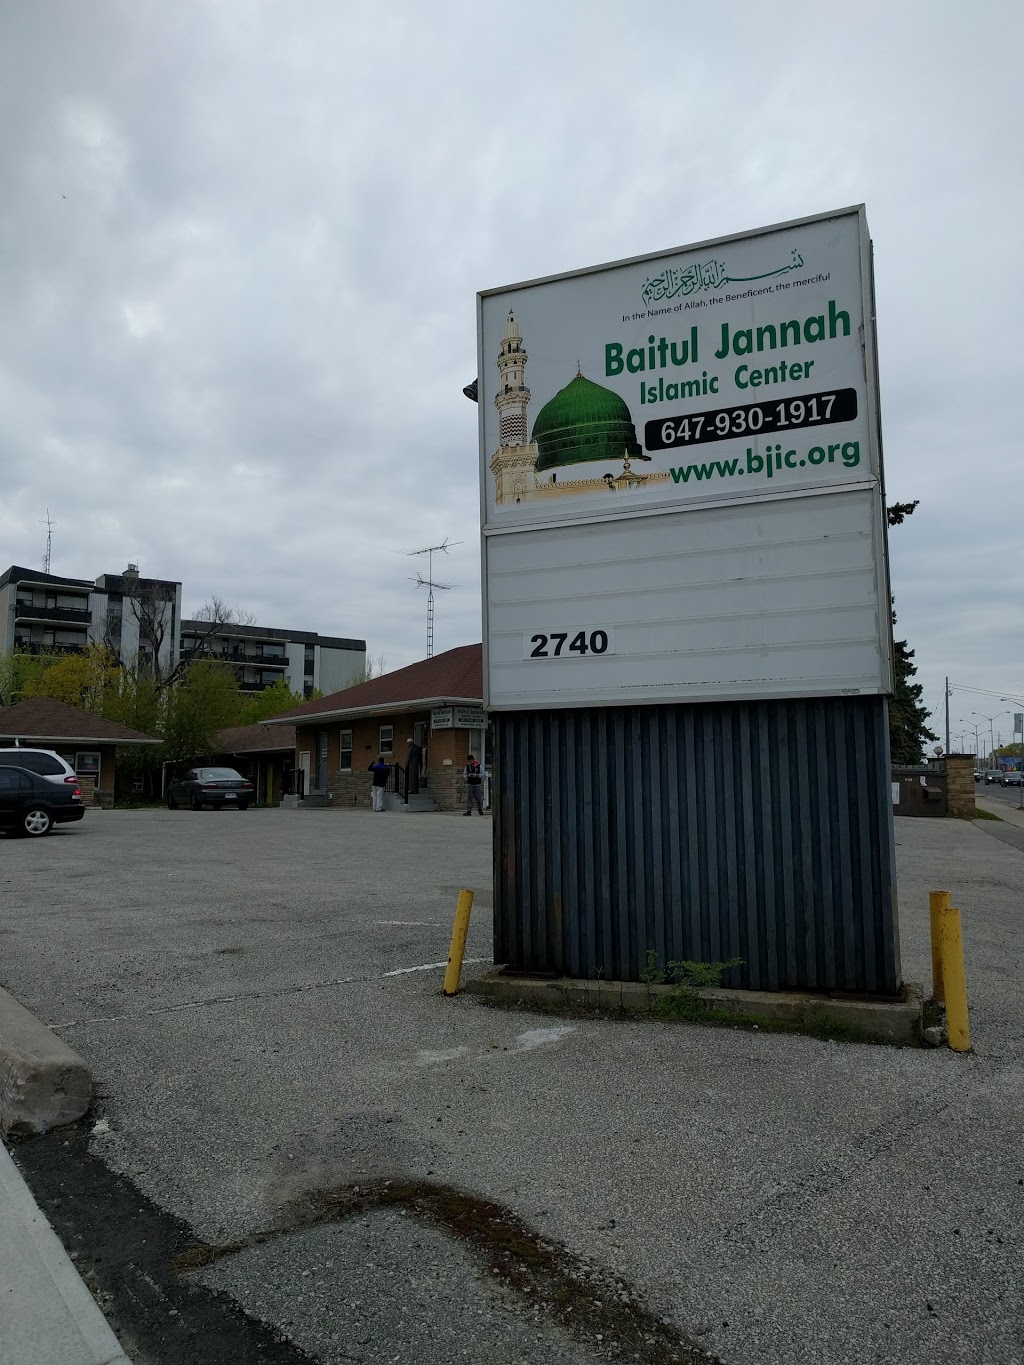 بسم الله الرحمن الرحيم
In the Name of Allah, the Beneficent, the merciful
Baitul Jannah
Islamic Center
647-930-1917
www.bjic.org
2740